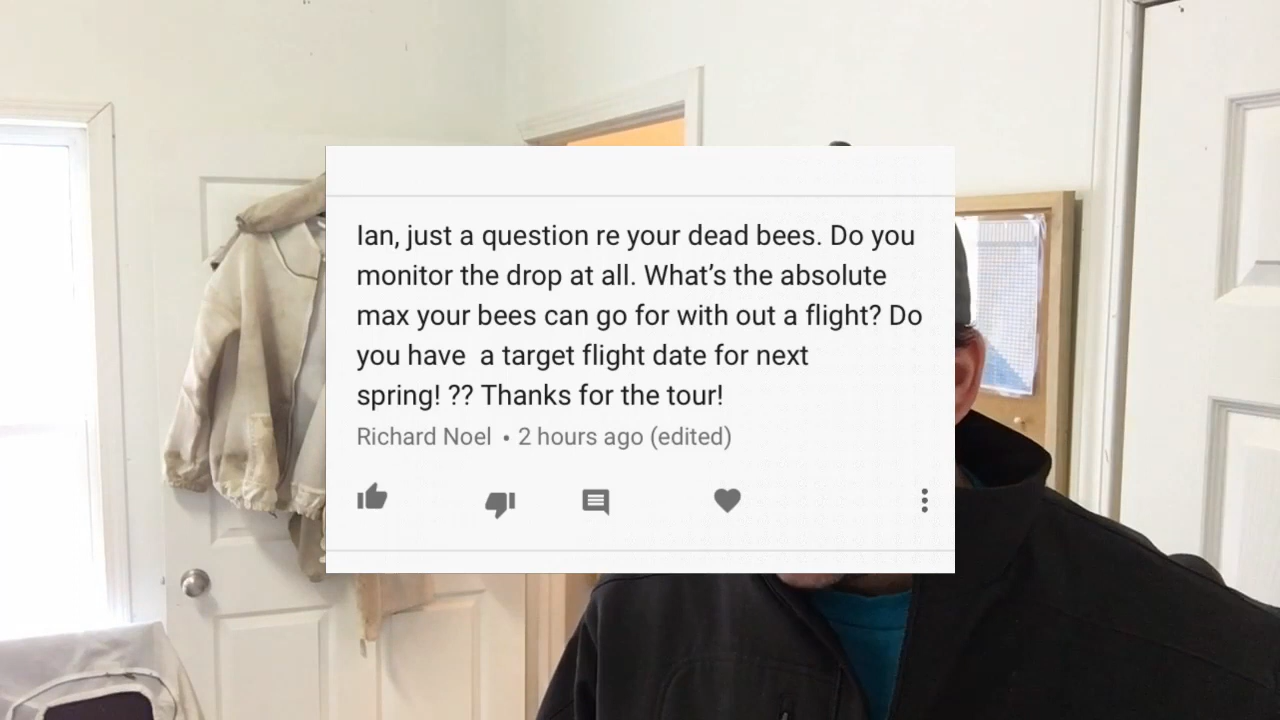 Ian, just a question re your dead bees. Do you
monitor the drop at all. What’s the absolute
max your bees can go for with out a flight? Do
you have  a target flight date for next
spring! ?? Thanks for the tour!
Richard Noel • 2 hours ago (edited)